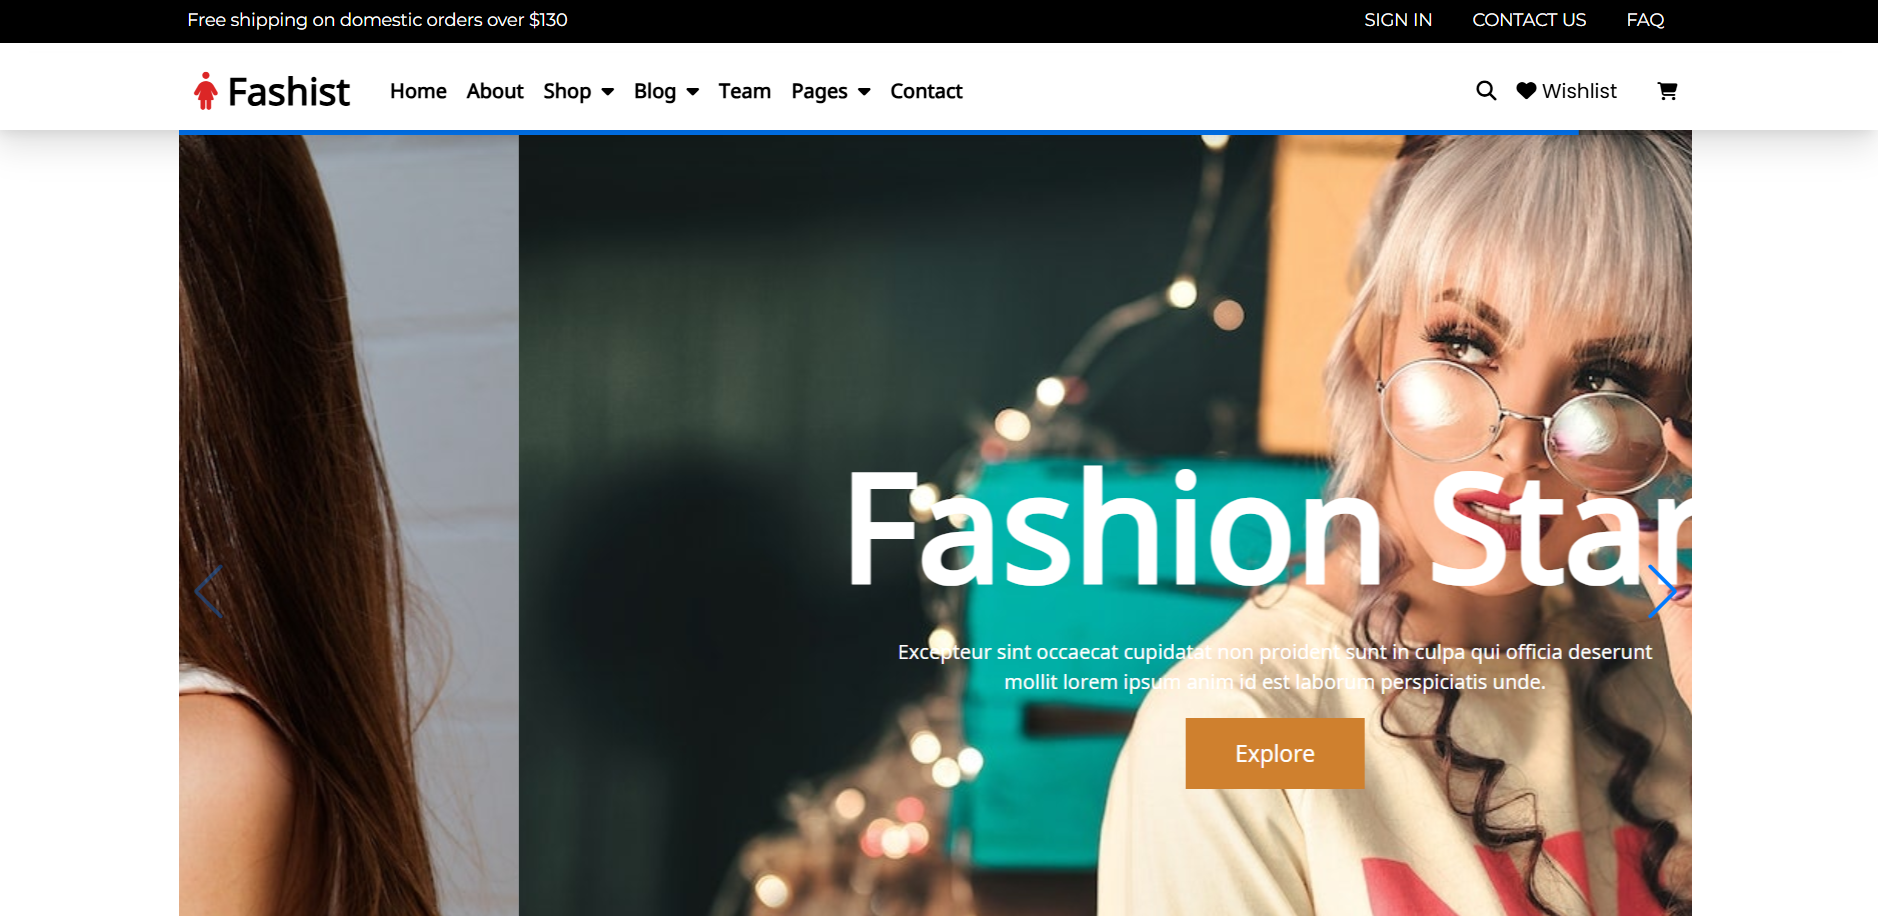 Free shipping on domestic orders over $130
SIGN IN CONTACT US FAQ
Fashist Home About Shop Blog Team Pages Contact Wishlist
Fashion Star
Excepteur sint occaecat cupidatat non proident sunt in culpa qui officia deserunt
mollit lorem ipsum anim id est laborum perspiciatis unde.
Explore